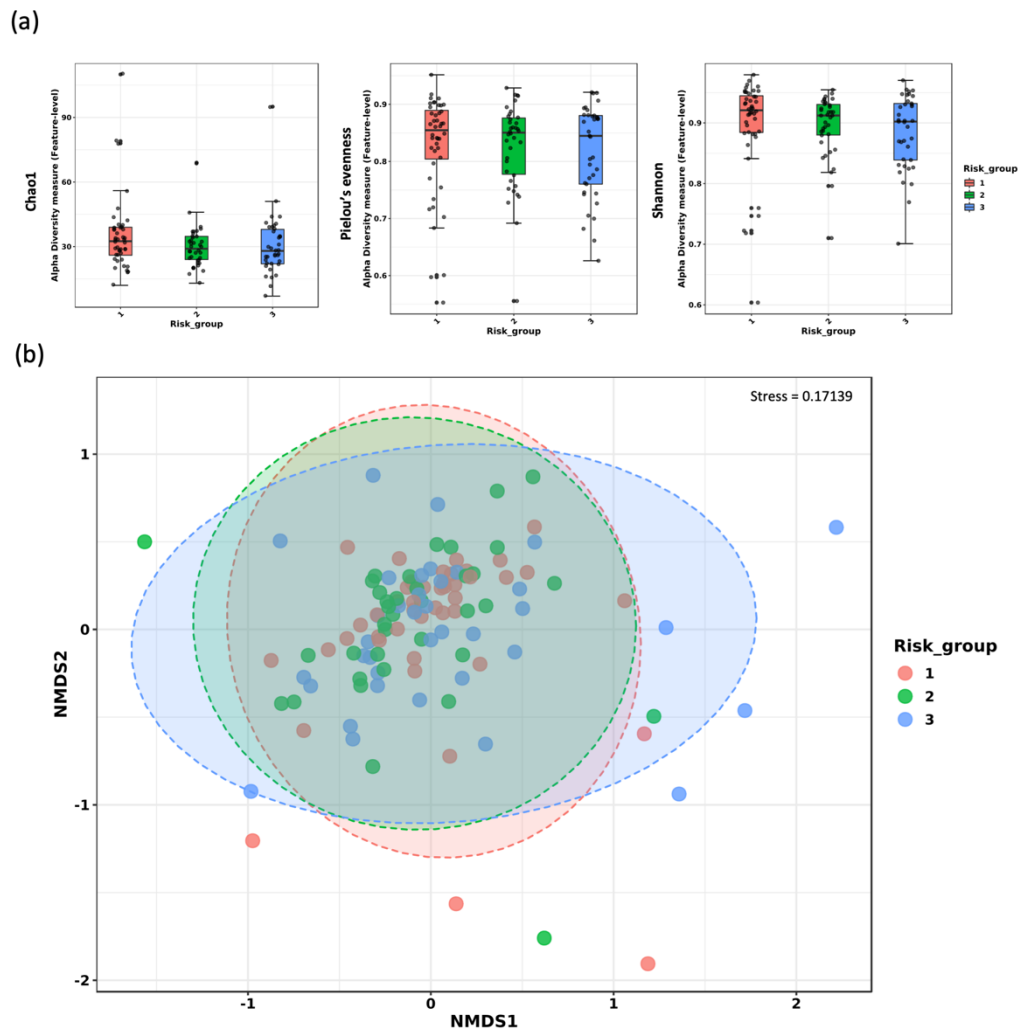 (a)
Chao1
Alpha Diversity measure (Feature-level)
90
60
30
1
2
3
Risk_group
Pielou's evenness
Alpha Diversity measure (Feature-level)
0.9
0.8
0.7
0.6
1
2
3
Risk_group
Shannon
Alpha Diversity measure (Feature-level)
0.9
0.8
0.7
0.6
1
2
3
Risk_group
Risk_group
1
2
3
(b)
Stress = 0.17139
NMDS2
1
0
-1
-2
-1
0
1
2
NMDS1
Risk_group
1
2
3